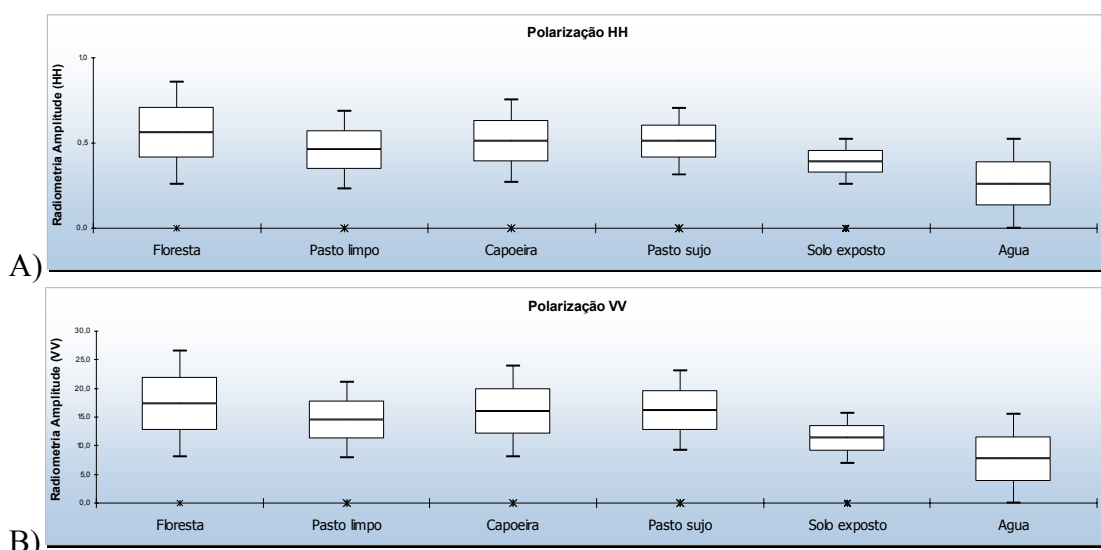 Polarização HH
Radiometria Amplitude (HH)
1,0
0,5
0,0
Floresta Pasto limpo Capoeira Pasto sujo Solo exposto Agua
A)
Polarização VV
Radiometria Amplitude (VV)
30,0
25,0
20,0
15,0
10,0
5,0
0,0
Floresta Pasto limpo Capoeira Pasto sujo Solo exposto Agua
B)